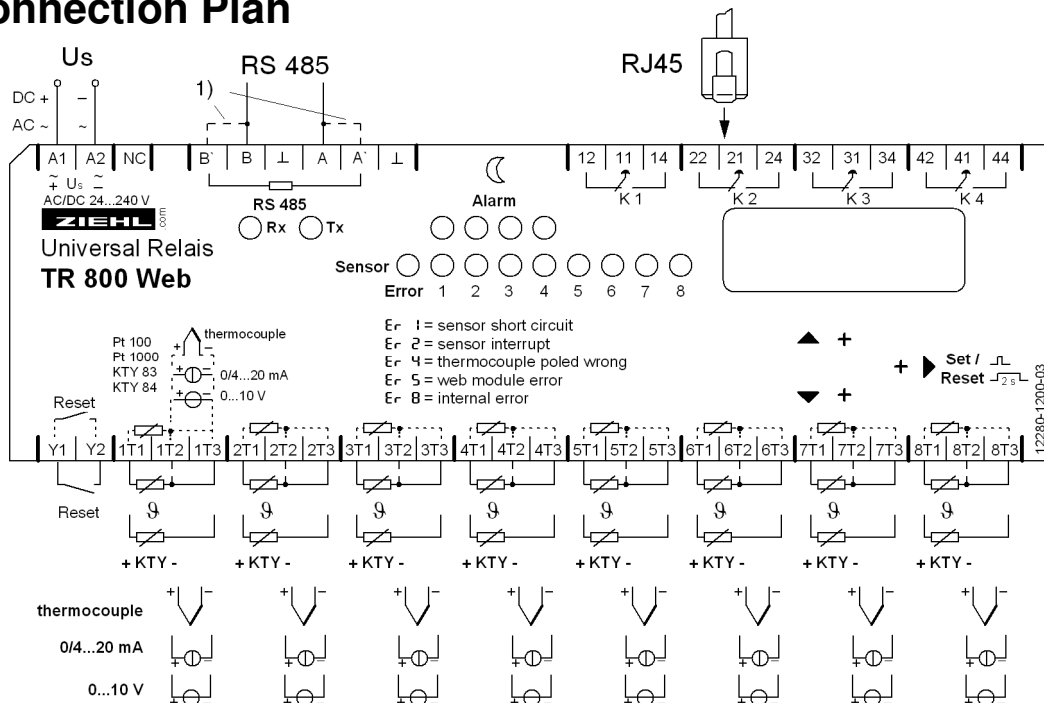 onnection Plan
Us
RS 485
RJ45
1)
DC + –
AC ~ ~
A1 A2 NC B` B ⊥ A A` ⊥ 12 11 14 22 21 24 32 31 34 42 41 44
~ ~
+ Us –
AC/DC 24...240 V
K 1 K 2 K 3 K 4
ZIEHL .com
RS 485
Rx Tx
Alarm
Universal Relais
TR 800 Web
Sensor
Error 1 2 3 4 5 6 7 8
Er 1 = sensor short circuit
Er 2 = sensor interrupt
Er 4 = thermocouple poled wrong
Er 5 = web module error
Er 8 = internal error
Pt 100
Pt 1000
KTY 83
KTY 84
thermocouple
+ –
+ – 0/4...20 mA
+ – 0...10 V
▲ +
+ ▶ Set /
Reset 2 s
▼ +
12280-1200-03
Reset
Y1 Y2 1T1 1T2 1T3 2T1 2T2 2T3 3T1 3T2 3T3 4T1 4T2 4T3 5T1 5T2 5T3 6T1 6T2 6T3 7T1 7T2 7T3 8T1 8T2 8T3
Reset
ϑ ϑ ϑ ϑ ϑ ϑ ϑ ϑ
+ KTY - + KTY - + KTY - + KTY - + KTY - + KTY - + KTY - + KTY -
thermocouple + – + – + – + – + – + – + – + –
0/4...20 mA + – + – + – + – + – + – + – + –
0...10 V + – + – + – + – + – + – + – + –